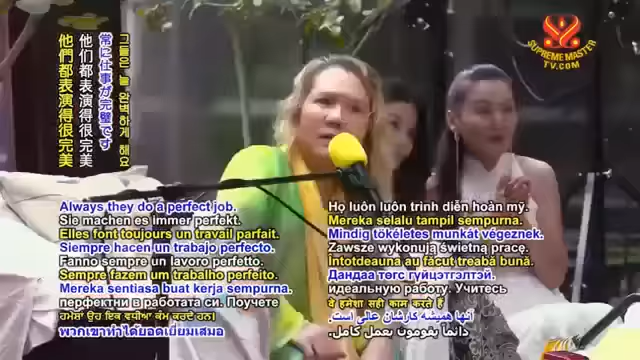 SUPREME MASTER
TV.COM
그들은 늘 완벽하게 해요
常に仕事が完璧です
他们都表演得很完美
他們都表演得很完美
Always they do a perfect job.
Sie machen es immer perfekt.
Elles font toujours un travail parfait.
Siempre hacen un trabajo perfecto.
Fanno sempre un lavoro perfetto.
Sempre fazem um trabalho perfeito.
Mereka sentiasa buat kerja sempurna.
перфектни в работата си. Поучете
ਹਮੇਸ਼ਾਂ ਉਹ ਇਕ ਵਧੀਆ ਕੰਮ ਕਰਦੇ ਹਨ।
พวกเขาทำได้ยอดเยี่ยมเสมอ
Họ luôn luôn trình diễn hoàn mỹ.
Mereka selalu tampil sempurna.
Mindig tökéletes munkát végeznek.
Zawsze wykonują świetną pracę.
Întotdeauna au făcut treabă bună.
Дандаа төгс гүйцэтгэлтэй.
идеальную работу. Учитесь
वे हमेशा सही काम करते हैं
آنها همیشه کارشان عالی است.
دائماً يقومون بعمل كامل.